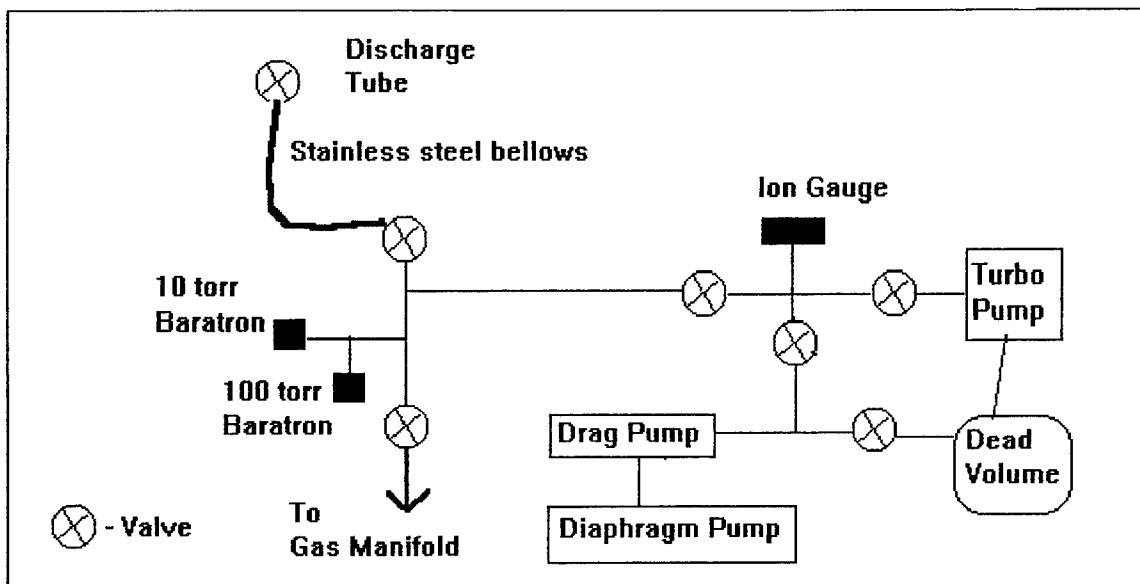 Discharge
Tube
Stainless steel bellows
Ion Gauge
10 torr
Baratron
Turbo
Pump
100 torr
Baratron
Drag Pump
Dead
Volume
Diaphragm Pump
To
Gas Manifold
- Valve